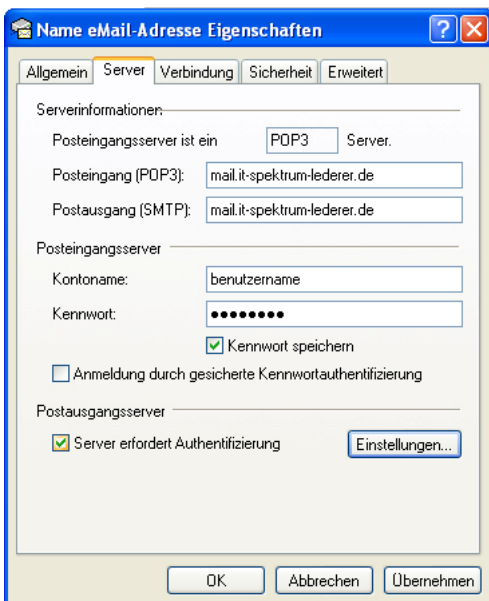 Name eMail-Adresse Eigenschaften
Allgemein Server Verbindung Sicherheit Erweitert
Serverinformationen
Posteingangsserver ist ein POP3 Server.
Posteingang (POP3): mail.it-spektrum-lederer.de
Postausgang (SMTP): mail.it-spektrum-lederer.de
Posteingangsserver
Kontoname: benutzername
Kennwort: ●●●●●●●●
Kennwort speichern
Anmeldung durch gesicherte Kennwortauthentifizierung
Postausgangsserver
Server erfordert Authentifizierung Einstellungen...
OK Abbrechen Übernehmen